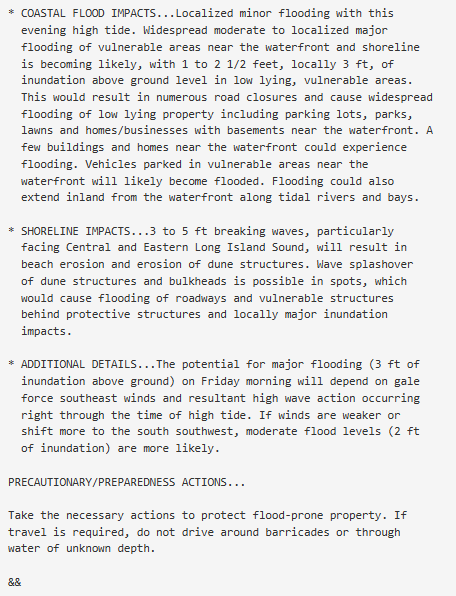 * COASTAL FLOOD IMPACTS...Localized minor flooding with this
evening high tide. Widespread moderate to localized major
flooding of vulnerable areas near the waterfront and shoreline
is becoming likely, with 1 to 2 1/2 feet, locally 3 ft, of
inundation above ground level in low lying, vulnerable areas.
This would result in numerous road closures and cause widespread
flooding of low lying property including parking lots, parks,
lawns and homes/businesses with basements near the waterfront. A
few buildings and homes near the waterfront could experience
flooding. Vehicles parked in vulnerable areas near the
waterfront will likely become flooded. Flooding could also
extend inland from the waterfront along tidal rivers and bays.
* SHORELINE IMPACTS...3 to 5 ft breaking waves, particularly
facing Central and Eastern Long Island Sound, will result in
beach erosion and erosion of dune structures. Wave splashover
of dune structures and bulkheads is possible in spots, which
would cause flooding of roadways and vulnerable structures
behind protective structures and locally major inundation
impacts.
* ADDITIONAL DETAILS...The potential for major flooding (3 ft of
inundation above ground) on Friday morning will depend on gale
force southeast winds and resultant high wave action occurring
right through the time of high tide. If winds are weaker or
shift more to the south southwest, moderate flood levels (2 ft
of inundation) are more likely.
PRECAUTIONARY/PREPAREDNESS ACTIONS...
Take the necessary actions to protect flood-prone property. If
travel is required, do not drive around barricades or through
water of unknown depth.
&&